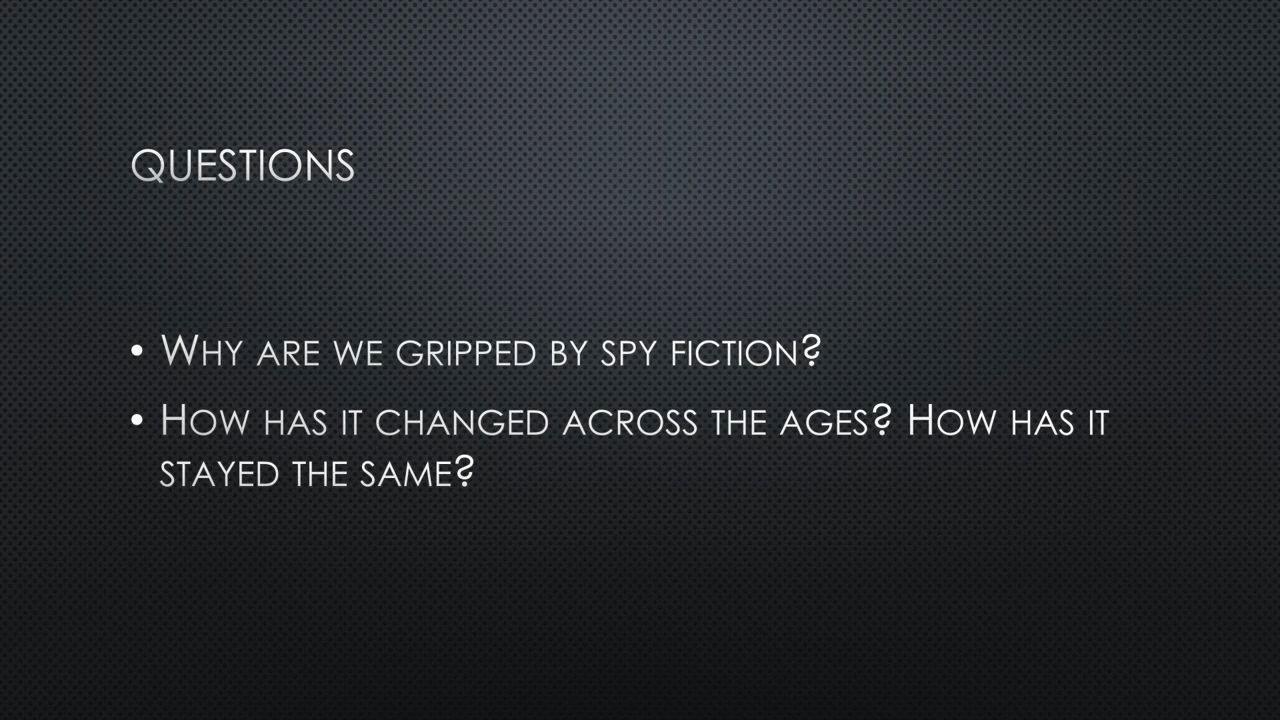 QUESTIONS
• WHY ARE WE GRIPPED BY SPY FICTION?
• HOW HAS IT CHANGED ACROSS THE AGES? HOW HAS IT
STAYED THE SAME?